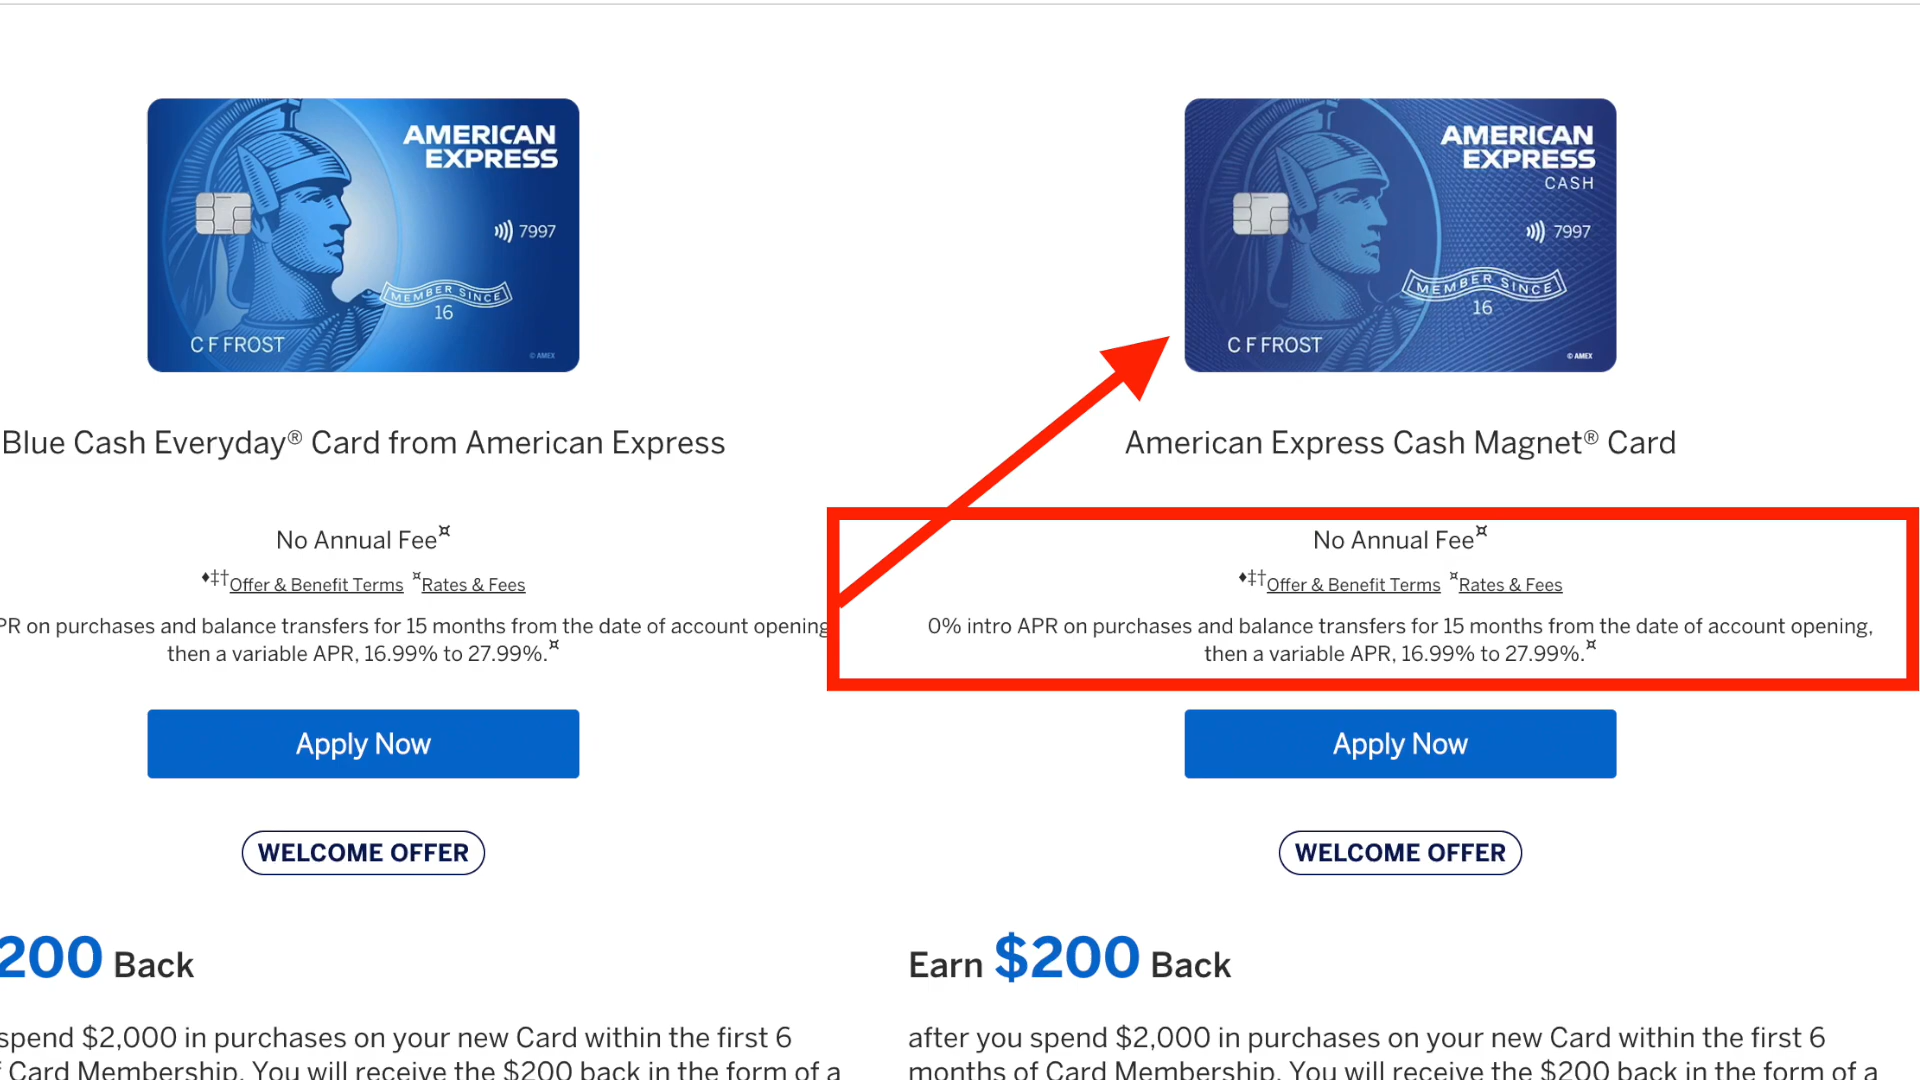 AMERICAN
EXPRESS
7997
MEMBER SINCE
16
C F FROST
© AMEX
Blue Cash Everyday® Card from American Express
No Annual Fee¤
♦‡†Offer & Benefit Terms ¤Rates & Fees
PR on purchases and balance transfers for 15 months from the date of account opening
then a variable APR, 16.99% to 27.99%.¤
Apply Now
WELCOME OFFER
200 Back
spend $2,000 in purchases on your new Card within the first 6
f Card Membership. You will receive the $200 back in the form of a
AMERICAN
EXPRESS
CASH
7997
MEMBER SINCE
16
C F FROST
© AMEX
American Express Cash Magnet® Card
No Annual Fee¤
♦‡†Offer & Benefit Terms ¤Rates & Fees
0% intro APR on purchases and balance transfers for 15 months from the date of account opening,
then a variable APR, 16.99% to 27.99%.¤
Apply Now
WELCOME OFFER
Earn $200 Back
after you spend $2,000 in purchases on your new Card within the first 6
months of Card Membership. You will receive the $200 back in the form of a